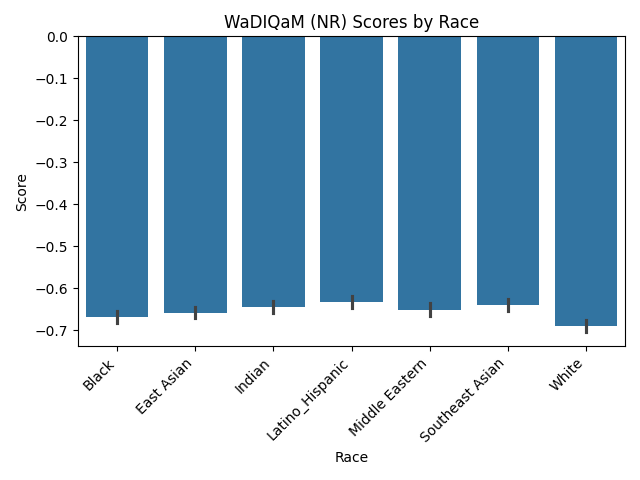 WaDIQaM (NR) Scores by Race
Score
0.0
−0.1
−0.2
−0.3
−0.4
−0.5
−0.6
−0.7
Black
East Asian
Indian
Latino_Hispanic
Middle Eastern
Southeast Asian
White
Race